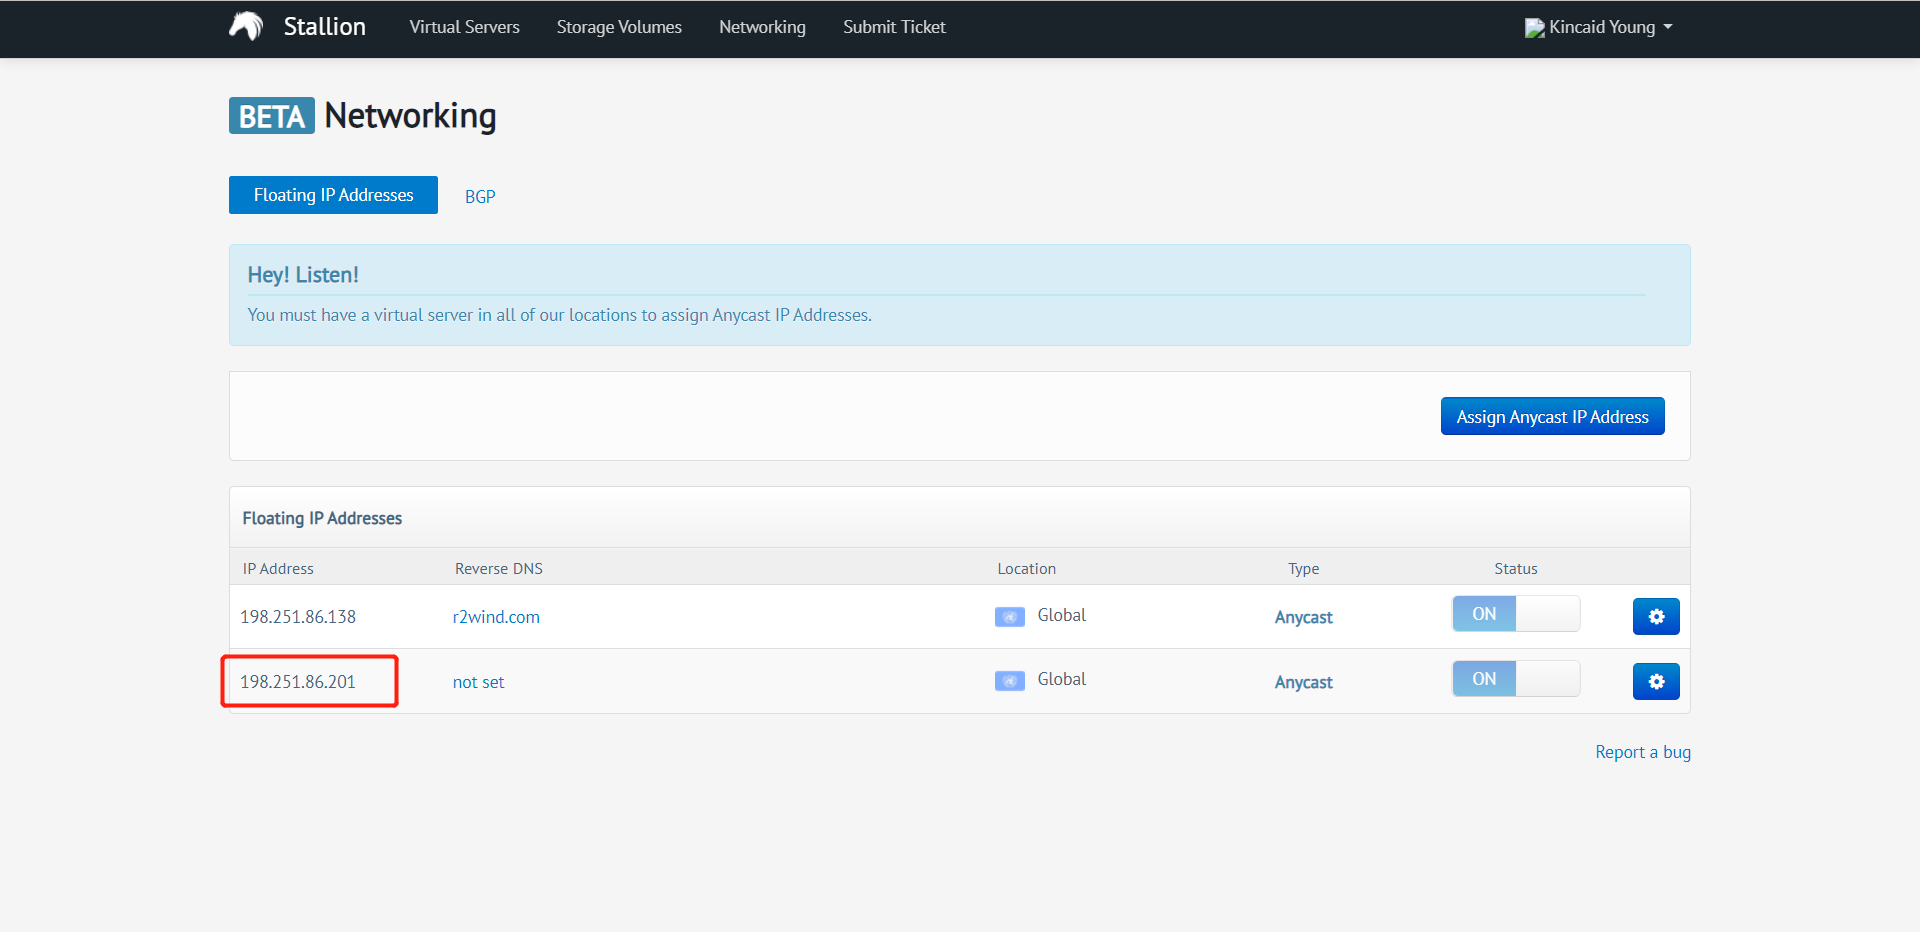 Stallion Virtual Servers Storage Volumes Networking Submit Ticket Kincaid Young
BETA Networking
Floating IP Addresses BGP
Hey! Listen!
You must have a virtual server in all of our locations to assign Anycast IP Addresses.
Assign Anycast IP Address
Floating IP Addresses
IP Address Reverse DNS Location Type Status
198.251.86.138 r2wind.com Global Anycast ON
198.251.86.201 not set Global Anycast ON
Report a bug